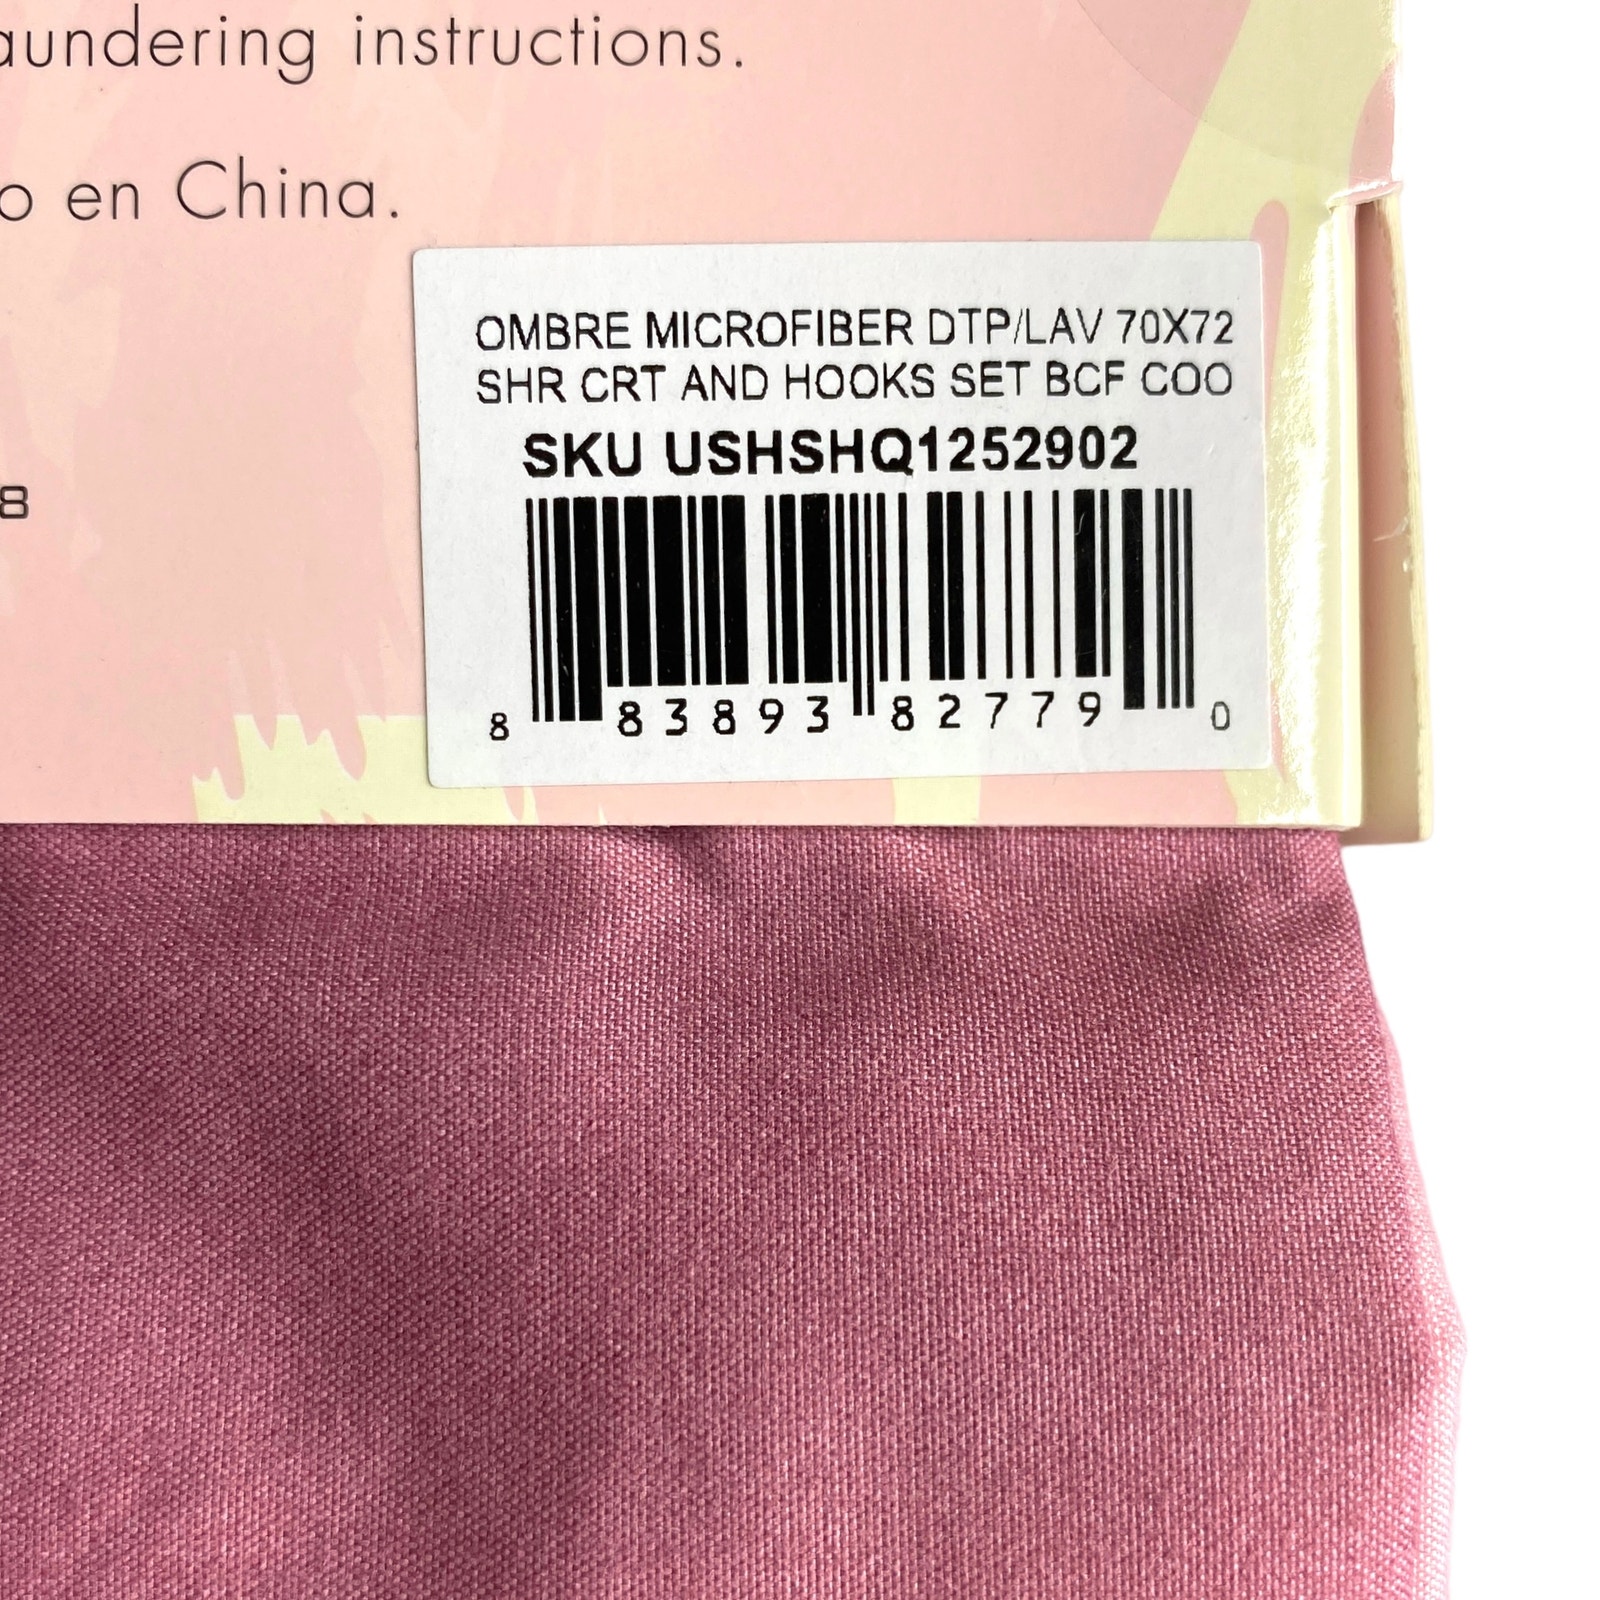 aundering instructions.
o en China.
8
OMBRE MICROFIBER DTP/LAV 70X72
SHR CRT AND HOOKS SET BCF COO
SKU USHSHQ1252902
8 83893 82779 0